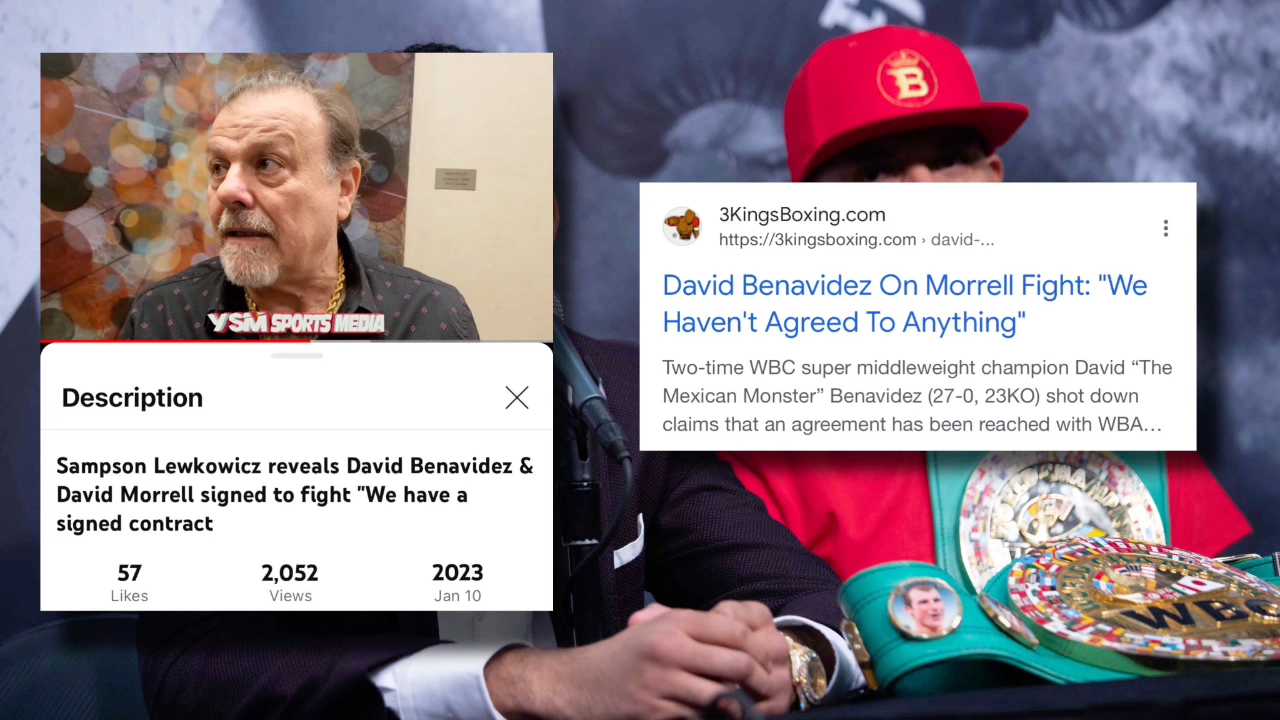 YSM SPORTS MEDIA
Description
Sampson Lewkowicz reveals David Benavidez &
David Morrell signed to fight "We have a
signed contract
57
2,052
2023
Likes
Views
Jan 10
B
3KingsBoxing.com
https://3kingsboxing.com › david-...
David Benavidez On Morrell Fight: "We
Haven't Agreed To Anything"
Two-time WBC super middleweight champion David “The
Mexican Monster” Benavidez (27-0, 23KO) shot down
claims that an agreement has been reached with WBA...
WBC